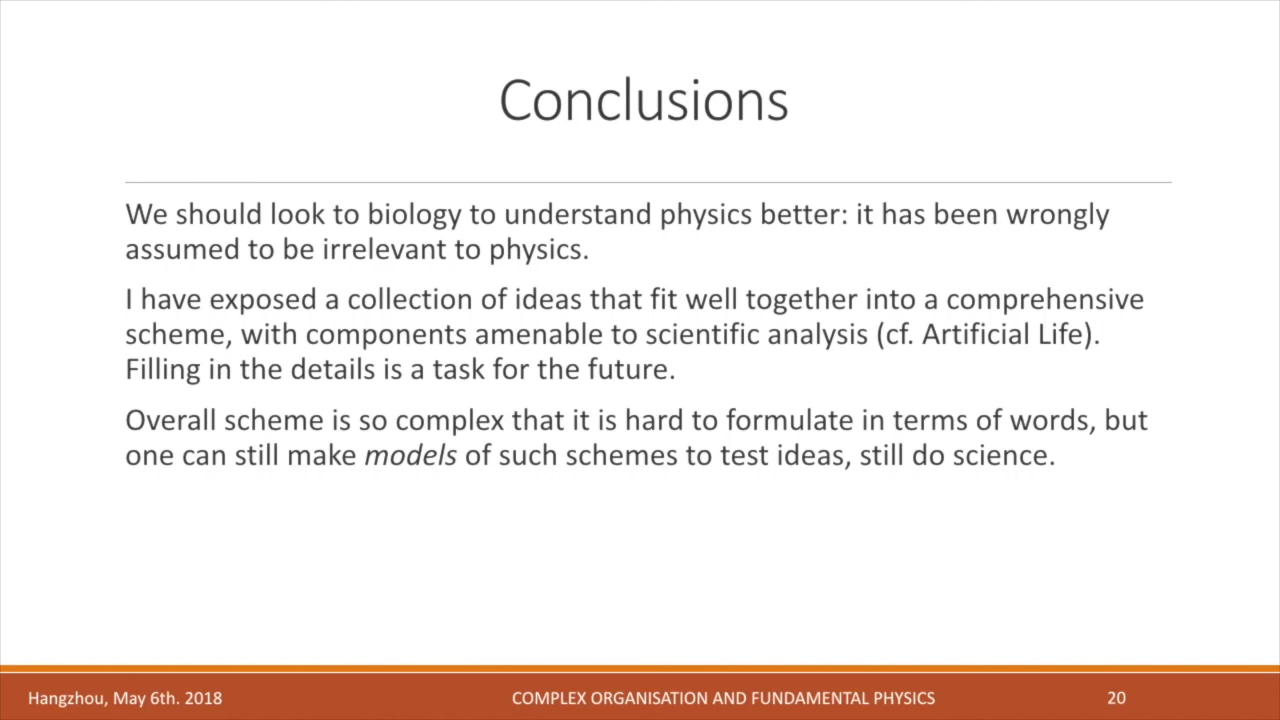 Conclusions
We should look to biology to understand physics better: it has been wrongly
assumed to be irrelevant to physics.
I have exposed a collection of ideas that fit well together into a comprehensive
scheme, with components amenable to scientific analysis (cf. Artificial Life).
Filling in the details is a task for the future.
Overall scheme is so complex that it is hard to formulate in terms of words, but
one can still make models of such schemes to test ideas, still do science.
Hangzhou, May 6th. 2018
COMPLEX ORGANISATION AND FUNDAMENTAL PHYSICS
20